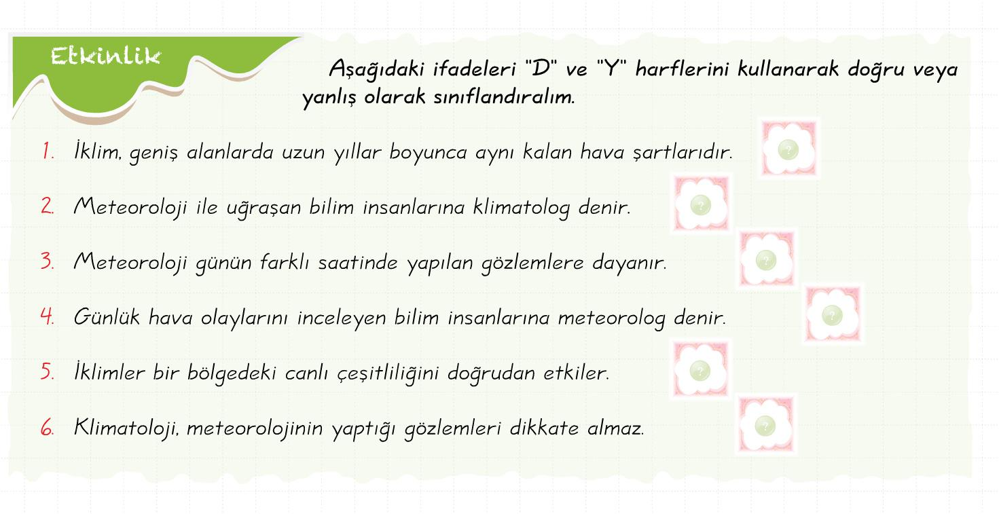 Etkinlik
Aşağıdaki ifadeleri "D" ve "Y" harflerini kullanarak doğru veya
yanlış olarak sınıflandıralım.
1. İklim, geniş alanlarda uzun yıllar boyunca aynı kalan hava şartlarıdır. ?
2. Meteoroloji ile uğraşan bilim insanlarına klimatolog denir. ?
3. Meteoroloji günün farklı saatinde yapılan gözlemlere dayanır. ?
4. Günlük hava olaylarını inceleyen bilim insanlarına meteorolog denir. ?
5. İklimler bir bölgedeki canlı çeşitliliğini doğrudan etkiler. ?
6. Klimatoloji, meteorolojinin yaptığı gözlemleri dikkate almaz. ?